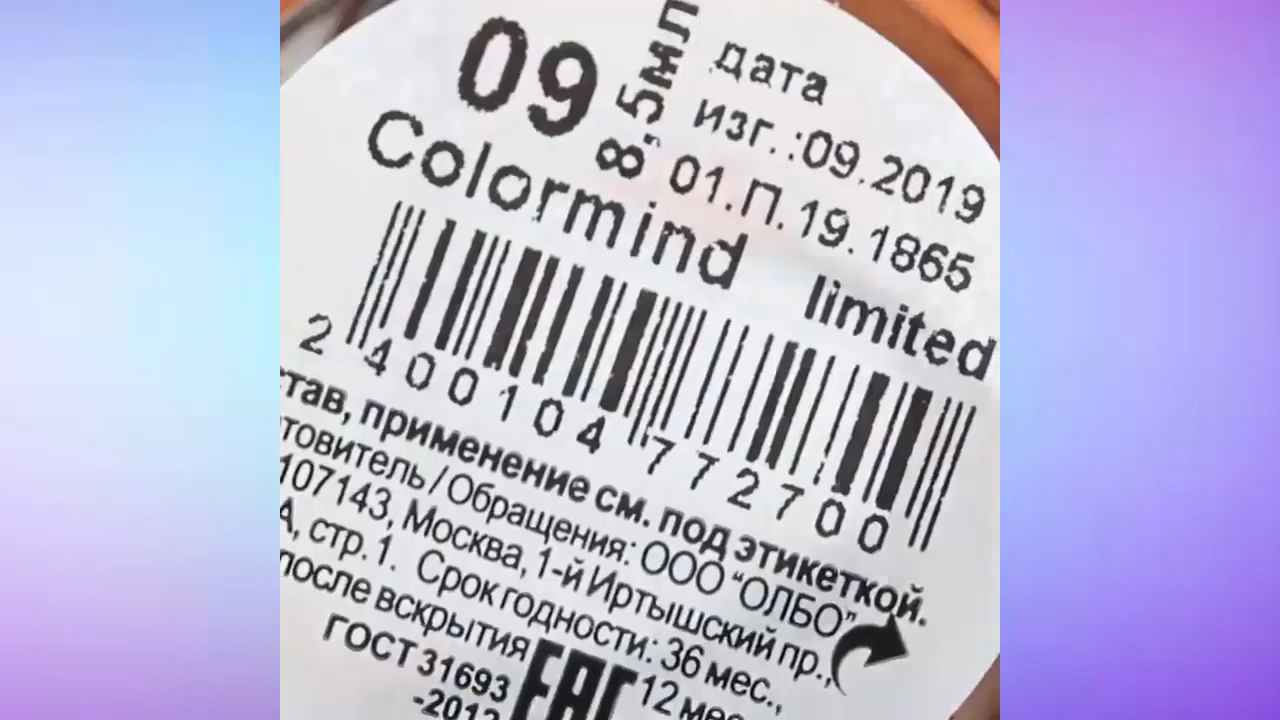 09
8.5мл
дата
изг.:09.2019
01.П.19.1865
Colormind limited
2 400104 772700
став, применение см. под этикеткой.
товитель / Обращения: ООО "ОЛБО"
107143, Москва, 1-й Иртышский пр.,
А, стр. 1. Срок годности: 36 мес.,
после вскрытия 12 мес
ГОСТ 31693
-2012
EAC